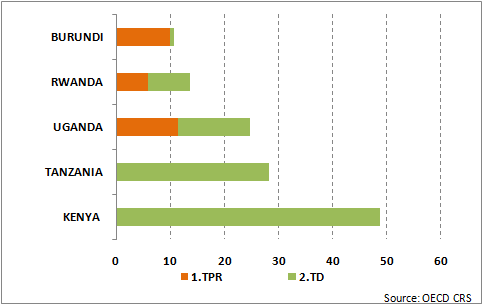 BURUNDI
RWANDA
UGANDA
TANZANIA
KENYA
0 10 20 30 40 50 60
1.TPR 2.TD
Source: OECD CRS